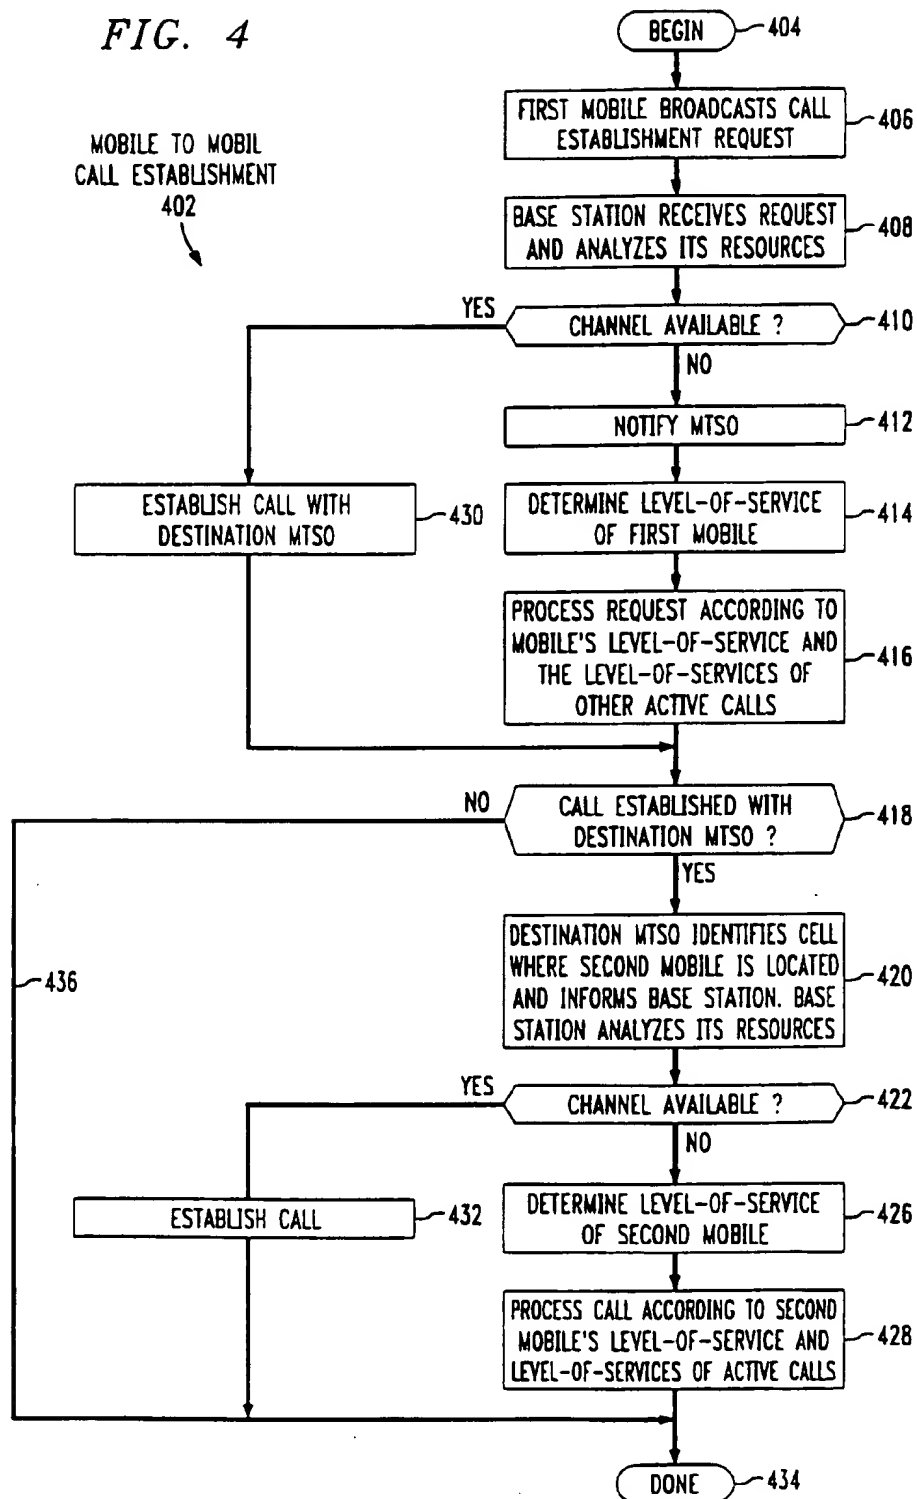 FIG. 4
MOBILE TO MOBIL
CALL ESTABLISHMENT
402
BEGIN
404
FIRST MOBILE BROADCASTS CALL
ESTABLISHMENT REQUEST
406
BASE STATION RECEIVES REQUEST
AND ANALYZES ITS RESOURCES
408
YES
CHANNEL AVAILABLE ?
410
NO
NOTIFY MTSO
412
ESTABLISH CALL WITH
DESTINATION MTSO
430
DETERMINE LEVEL-OF-SERVICE
OF FIRST MOBILE
414
PROCESS REQUEST ACCORDING TO
MOBILE'S LEVEL-OF-SERVICE AND
THE LEVEL-OF-SERVICES OF
OTHER ACTIVE CALLS
416
NO
CALL ESTABLISHED WITH
DESTINATION MTSO ?
418
YES
436
DESTINATION MTSO IDENTIFIES CELL
WHERE SECOND MOBILE IS LOCATED
AND INFORMS BASE STATION. BASE
STATION ANALYZES ITS RESOURCES
420
YES
CHANNEL AVAILABLE ?
422
NO
ESTABLISH CALL
432
DETERMINE LEVEL-OF-SERVICE
OF SECOND MOBILE
426
PROCESS CALL ACCORDING TO SECOND
MOBILE'S LEVEL-OF-SERVICE AND
LEVEL-OF-SERVICES OF ACTIVE CALLS
428
DONE
434